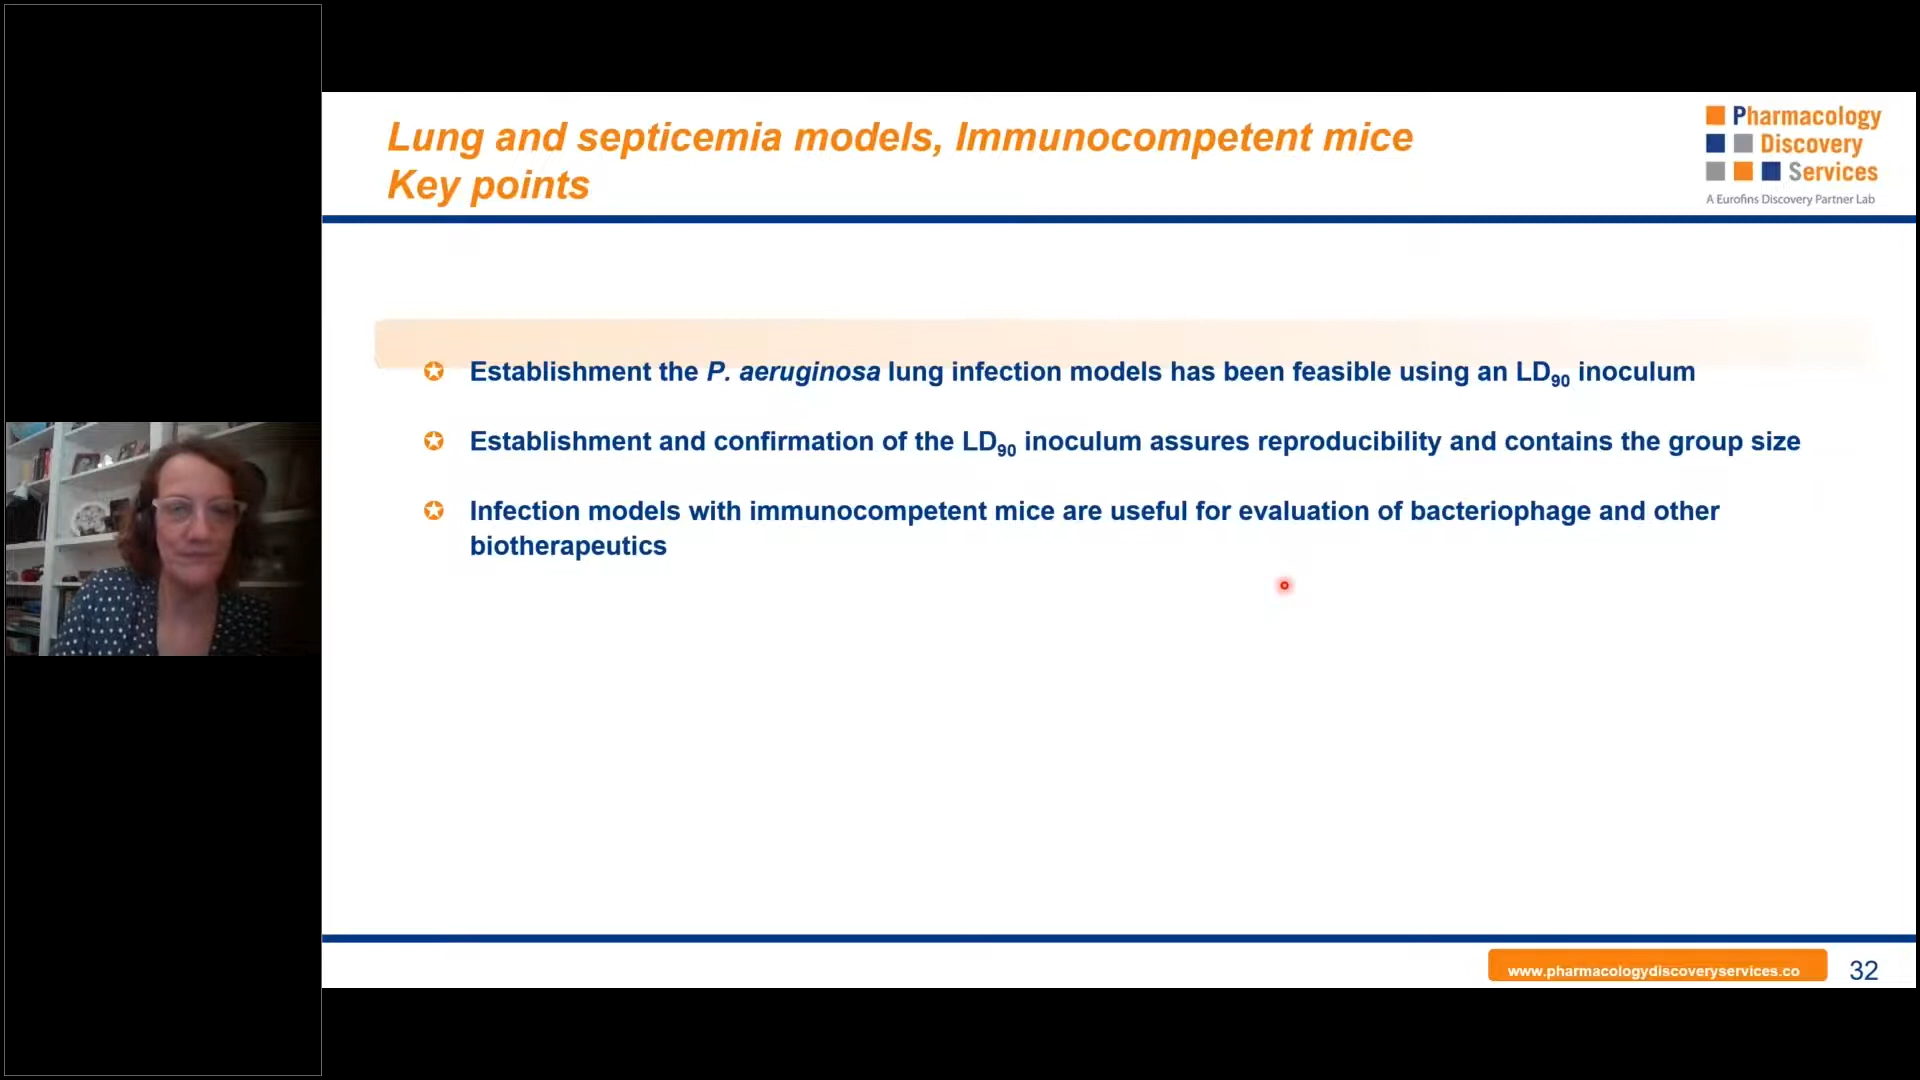 Lung and septicemia models, Immunocompetent mice
Key points
Pharmacology
Discovery
Services
A Eurofins Discovery Partner Lab
Establishment the P. aeruginosa lung infection models has been feasible using an LD90 inoculum
Establishment and confirmation of the LD90 inoculum assures reproducibility and contains the group size
Infection models with immunocompetent mice are useful for evaluation of bacteriophage and other
biotherapeutics
www.pharmacologydiscoveryservices.co
32